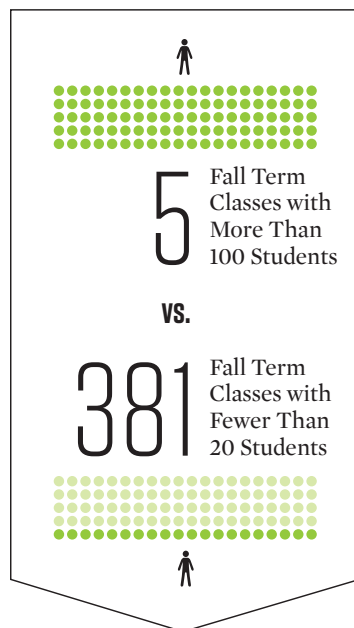 5
Fall Term
Classes with
More Than
100 Students
VS.
381
Fall Term
Classes with
Fewer Than
20 Students